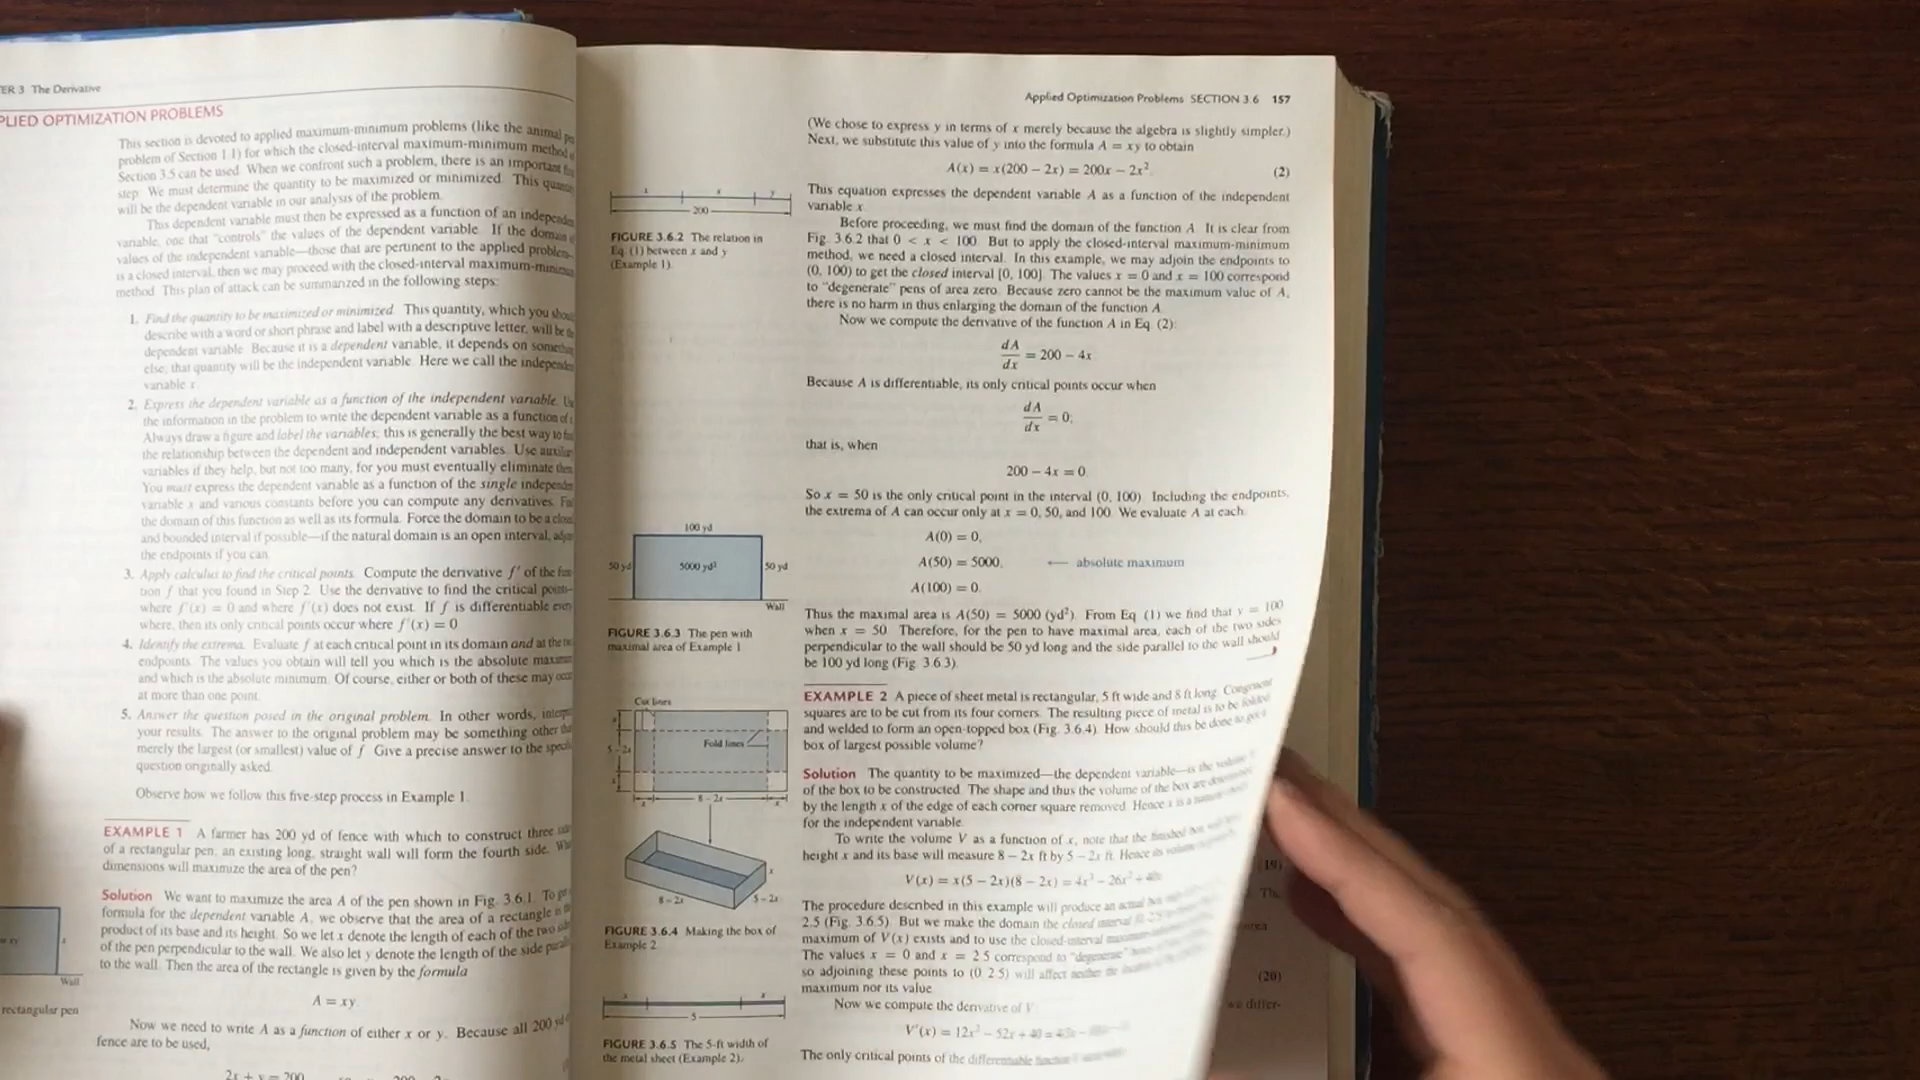 ER 3 The Derivative
PLIED OPTIMIZATION PROBLEMS
This section is devoted to applied maximum-minimum problems (like the animal
problem of Section 1.1) for which the closed-interval maximum-minimum method
Section 3.5 can be used. When we confront such a problem, there is an important
step. We must determine the quantity to be maximized or minimized. This
will be the dependent variable in our analysis of the problem.
This dependent variable must then be expressed as a function of an
variable, one that "controls" the values of the dependent variable. If the
values of the independent variable—those that are pertinent to the applied
is a closed interval, then we may proceed with the closed-interval
method. This plan of attack can be summarized in the following steps:
1. Find the quantity to be maximized or minimized. This quantity, which you
describe with a word or short phrase and label with a descriptive letter, will be
dependent variable. Because it is a dependent variable, it depends on
else; that quantity will be the independent variable. Here we call the
variable x.
2. Express the dependent variable as a function of the independent variable.
the information in the problem to write the dependent variable as a function of
Always draw a figure and label the variables; this is generally the best way to
the relationship between the dependent and independent variables. Use
variables if they help, but not too many, for you must eventually eliminate
You must express the dependent variable as a function of the single
variable x and various constants before you can compute any derivatives.
the domain of this function as well as its formula. Force the domain to be a
and bounded interval if possible—if the natural domain is an open interval,
the endpoints if you can.
3. Apply calculus to find the critical points. Compute the derivative f′ of the
tion f that you found in Step 2. Use the derivative to find the critical
where f′(x) = 0 and where f′(x) does not exist. If f is differentiable
where, then its only critical points occur where f′(x) = 0
4. Identify the extrema. Evaluate f at each critical point in its domain and at the
endpoints. The values you obtain will tell you which is the absolute
and which is the absolute minimum. Of course, either or both of these may
at more than one point.
5. Answer the question posed in the original problem. In other words,
your results. The answer to the original problem may be something other
merely the largest (or smallest) value of f. Give a precise answer to the
question originally asked.
Observe how we follow this five-step process in Example 1.
EXAMPLE 1 A farmer has 200 yd of fence with which to construct three
of a rectangular pen; an existing long, straight wall will form the fourth side.
dimensions will maximize the area of the pen?
Solution We want to maximize the area A of the pen shown in Fig. 3.6.1. To
formula for the dependent variable A, we observe that the area of a rectangle
product of its base and its height. So we let x denote the length of each of the two
of the pen perpendicular to the wall. We also let y denote the length of the side
to the wall. Then the area of the rectangle is given by the formula
A = xy.
Now we need to write A as a function of either x or y. Because all 200
fence are to be used,
2x + y = 200
x
Wall
rectangular pen
Applied Optimization Problems SECTION 3.6 157
x x y
200
FIGURE 3.6.2 The relation in
Eq. (1) between x and y
(Example 1).
100 yd
50 yd 5000 yd² 50 yd
Wall
FIGURE 3.6.3 The pen with
maximal area of Example 1.
Cut lines
5 – 2x Fold lines
x 8 – 2x x
x
8 – 2x 5 – 2x
FIGURE 3.6.4 Making the box of
Example 2.
x x
5
FIGURE 3.6.5 The 5-ft width of
the metal sheet (Example 2).
(We chose to express y in terms of x merely because the algebra is slightly simpler.)
Next, we substitute this value of y into the formula A = xy to obtain
A(x) = x(200 – 2x) = 200x – 2x². (2)
This equation expresses the dependent variable A as a function of the independent
variable x.
Before proceeding, we must find the domain of the function A. It is clear from
Fig. 3.6.2 that 0 < x < 100. But to apply the closed-interval maximum-minimum
method, we need a closed interval. In this example, we may adjoin the endpoints to
(0, 100) to get the closed interval [0, 100]. The values x = 0 and x = 100 correspond
to "degenerate" pens of area zero. Because zero cannot be the maximum value of A,
there is no harm in thus enlarging the domain of the function A.
Now we compute the derivative of the function A in Eq. (2):
dA/dx = 200 – 4x
Because A is differentiable, its only critical points occur when
dA/dx = 0;
that is, when
200 – 4x = 0.
So x = 50 is the only critical point in the interval (0, 100). Including the endpoints,
the extrema of A can occur only at x = 0, 50, and 100. We evaluate A at each:
A(0) = 0,
A(50) = 5000, ← absolute maximum
A(100) = 0.
Thus the maximal area is A(50) = 5000 (yd²). From Eq. (1) we find that y = 100
when x = 50. Therefore, for the pen to have maximal area, each of the two sides
perpendicular to the wall should be 50 yd long and the side parallel to the wall should
be 100 yd long (Fig. 3.6.3).
EXAMPLE 2 A piece of sheet metal is rectangular, 5 ft wide and 8 ft long. Congruent
squares are to be cut from its four corners. The resulting piece of metal is to be folded
and welded to form an open-topped box (Fig. 3.6.4). How should this be done to get a
box of largest possible volume?
Solution The quantity to be maximized—the dependent variable—is the volume
of the box to be constructed. The shape and thus the volume of the box are
by the length x of the edge of each corner square removed. Hence x is a
for the independent variable.
To write the volume V as a function of x, note that the finished box
height x and its base will measure 8 – 2x ft by 5 – 2x ft. Hence its volume
V(x) = x(5 – 2x)(8 – 2x) = 4x³ – 26x² + 40x
The procedure described in this example will produce an actual
2.5 (Fig. 3.6.5). But we make the domain the closed interval
maximum of V(x) exists and to use the closed-interval
The values x = 0 and x = 2.5 correspond to "degenerate"
so adjoining these points to (0, 2.5) will affect neither the
maximum nor its value.
Now we compute the derivative of V:
V′(x) = 12x² – 52x + 40
The only critical points of the differentiable
19)
(20)
we differ-